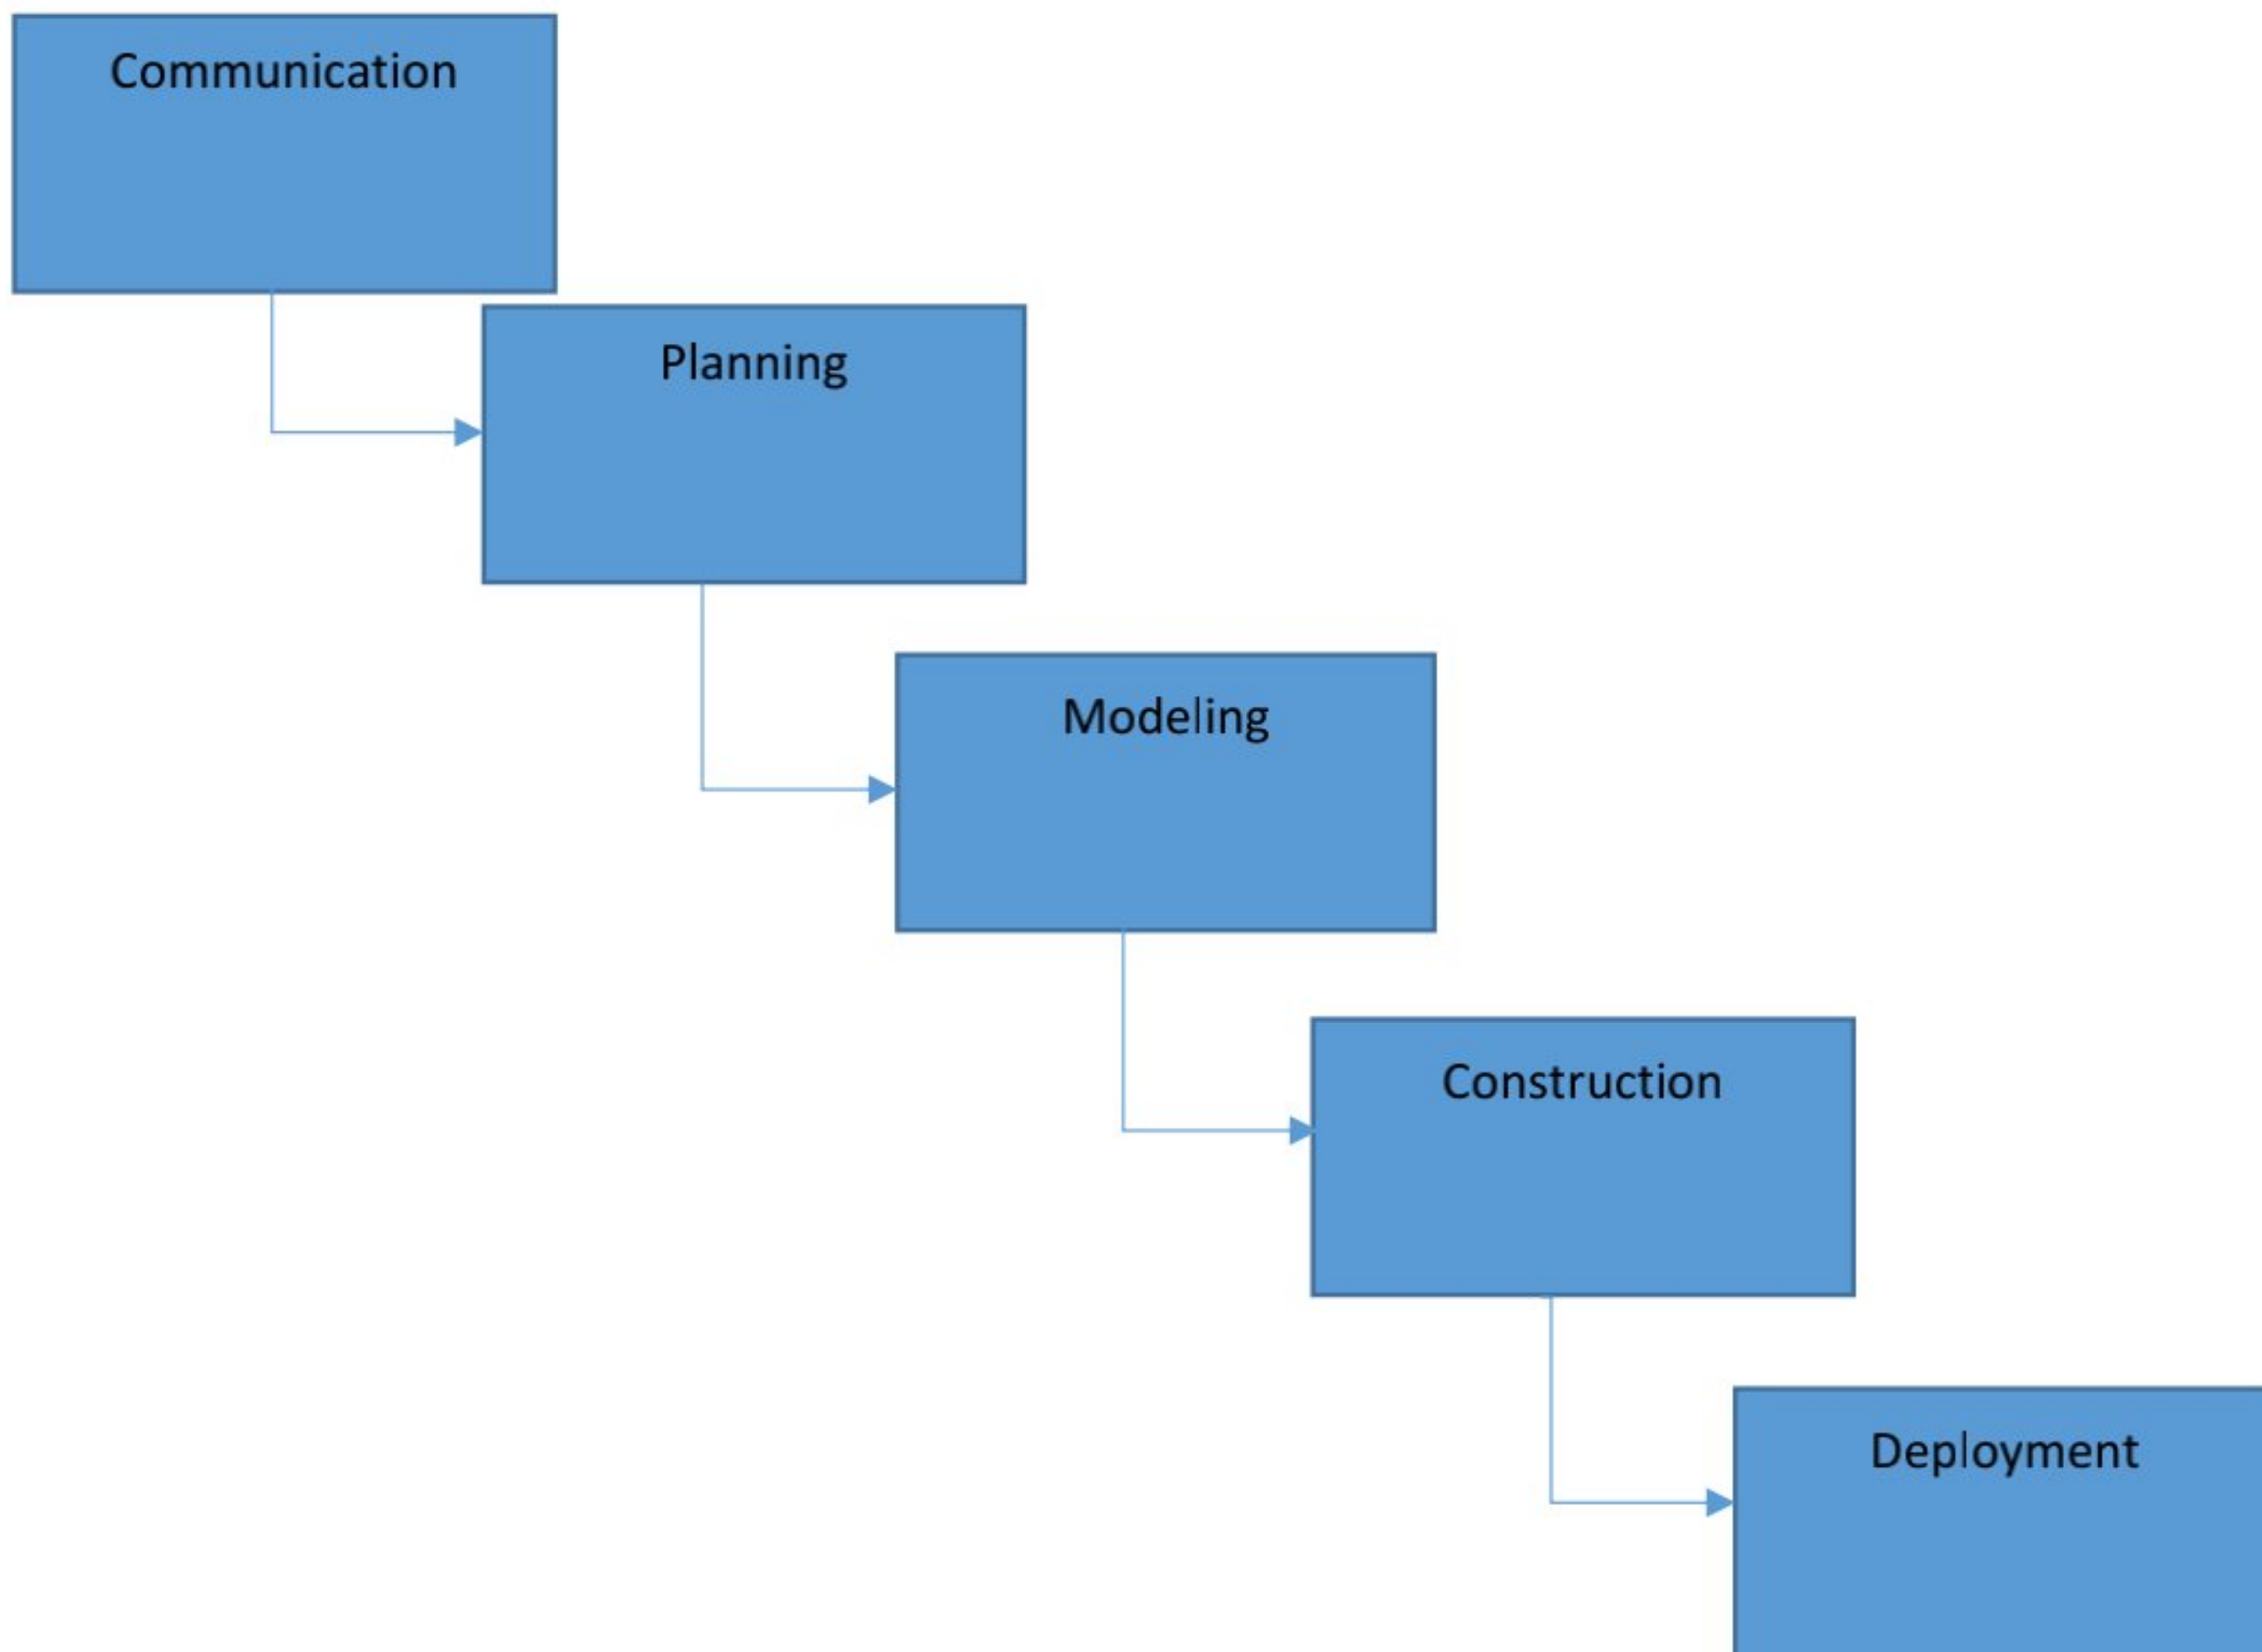 Communication
Planning
Modeling
Construction
Deployment